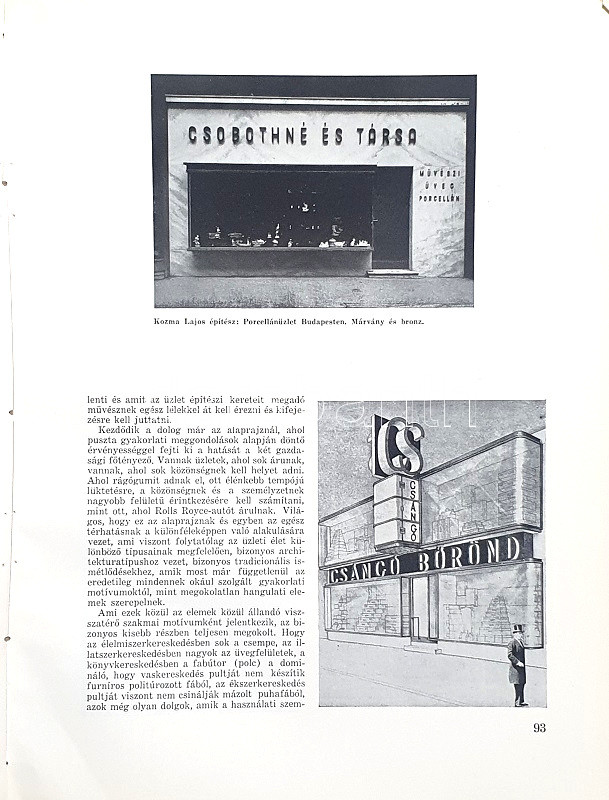 CSOBOTHNÉ ÉS TÁRSA
MŰVÉSZI
ÜVEG
PORCELLÁN
Kozma Lajos építész: Porcellánüzlet Budapesten. Márvány és bronz.
lenti és amit az üzlet építészi kereteit megadó
művésznek egész lélekkel át kell érezni és kifeje-
zésre kell juttatni.
Kezdődik a dolog már az alaprajznál, ahol
puszta gyakorlati meggondolások alapján döntő
érvényességgel fejti ki a hatását a két gazda-
sági főtényező. Vannak üzletek, ahol sok árunak,
vannak, ahol sok közönségnek kell helyet adni.
Ahol rágógumit adnak el, ott élénkebb tempójú
lüktetésre, a közönségnek és a személyzetnek
nagyobb felületű érintkezésére kell számítani,
mint ott, ahol Rolls Royce-autót árulnak. Vilá-
gos, hogy ez az alaprajznak és egyben az egész
térhatásnak a különféleképpen való alakulására
vezet, ami viszont folytatólag az üzleti élet kü-
lönböző típusainak megfelelően, bizonyos archi-
tekturatípushoz vezet, bizonyos tradicionális is-
métlődésekhez, amik most már függetlenül az
eredetileg mindennek okául szolgált gyakorlati
motívumoktól, mint megokolatlan hangulati ele-
mek szerepelnek.
Ami ezek közül az elemek közül állandó visz-
szatérő szakmai motívumként jelentkezik, az bi-
zonyos kisebb részben teljesen megokolt. Hogy
az élelmiszerkereskedésben sok a csempe, az il-
latszerkereskedésben nagyok az üvegfelületek, a
könyvkereskedésben a fabútor (polc) a domi-
náló, hogy vaskereskedés pultját nem készítik
furníros politúrozott fából, az ékszerkereskedés
pultját viszont nem csinálják mázolt puhafából,
azok még olyan dolgok, amik a használati szem-
CS
CSÁNGÓ
CSÁNGÓ BŐRÖND
93